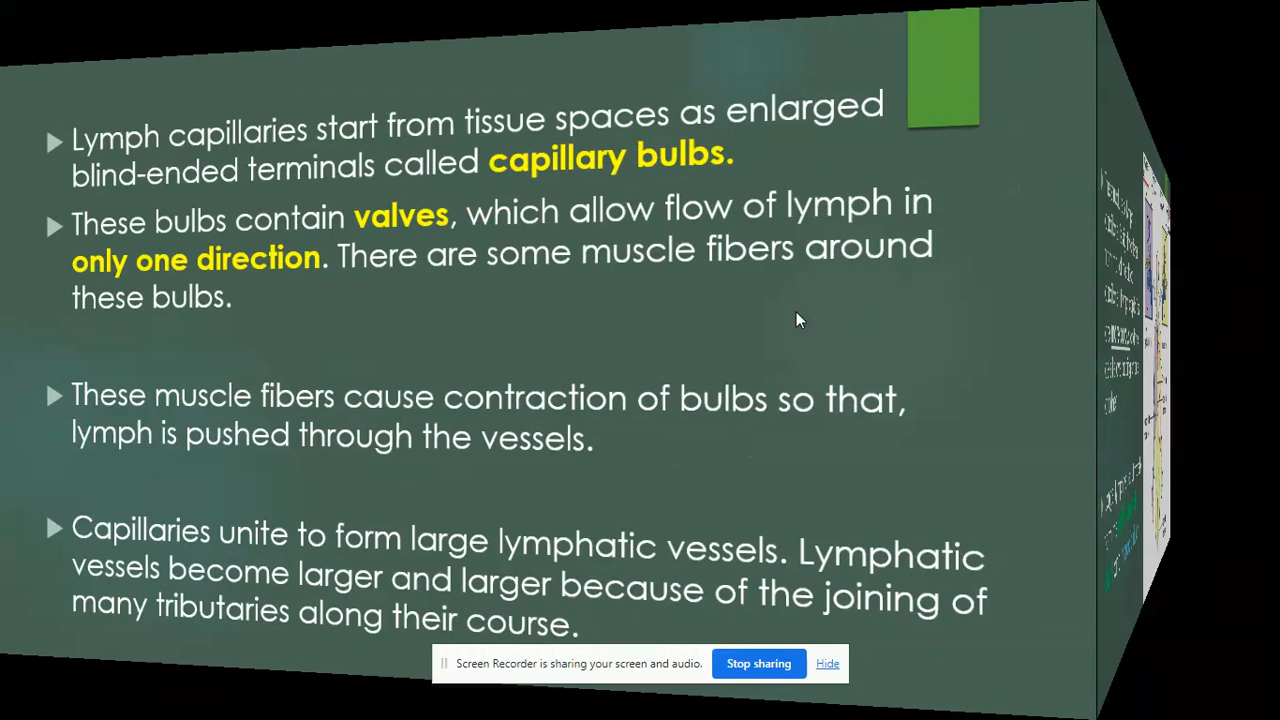 Lymph capillaries start from tissue spaces as enlarged
blind-ended terminals called capillary bulbs.
These bulbs contain valves, which allow flow of lymph in
only one direction. There are some muscle fibers around
these bulbs.
These muscle fibers cause contraction of bulbs so that,
lymph is pushed through the vessels.
Capillaries unite to form large lymphatic vessels. Lymphatic
vessels become larger and larger because of the joining of
many tributaries along their course.
Screen Recorder is sharing your screen and audio. Stop sharing Hide